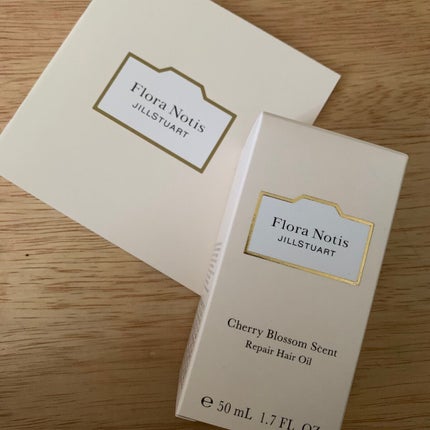 Flora Notis
JILLSTUART
Flora Notis
JILLSTUART
Cherry Blossom Scent
Repair Hair Oil
℮ 50 mL 1.7 FL. OZ.